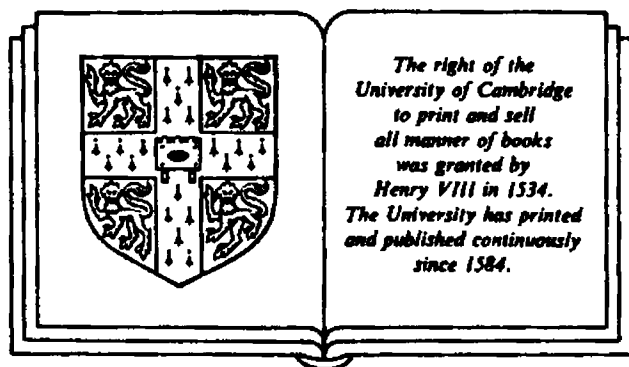 The right of the
University of Cambridge
to print and sell
all manner of books
was granted by
Henry VIII in 1534.
The University has printed
and published continuously
since 1584.